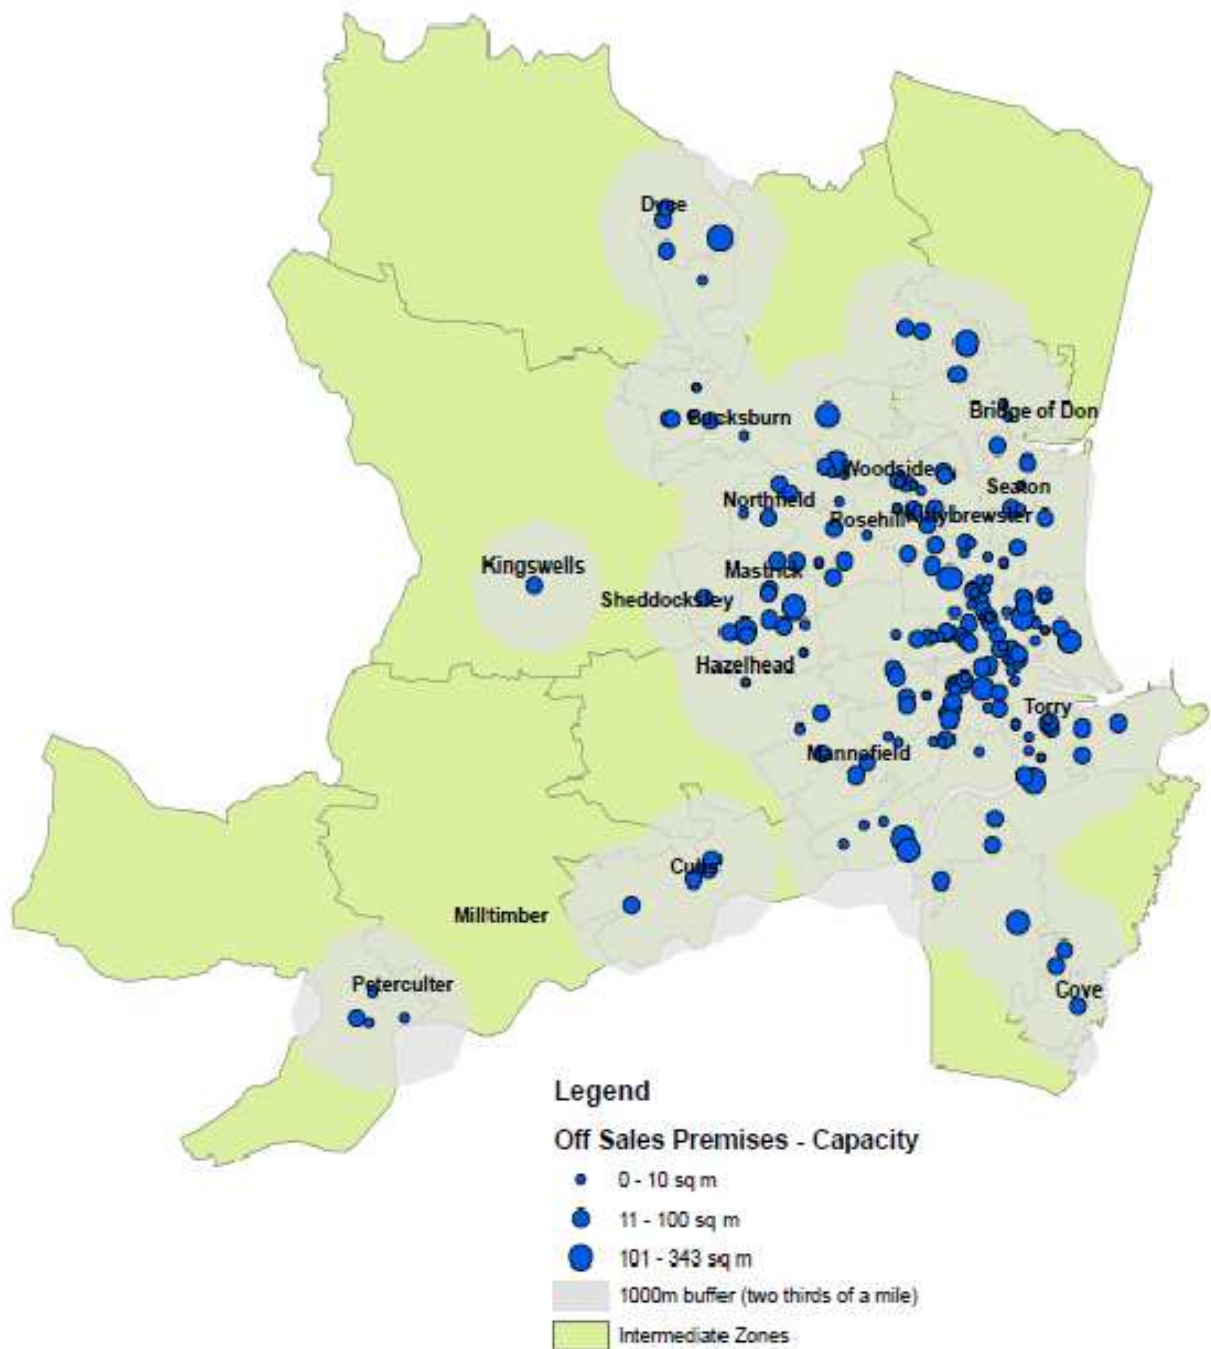 Dyce
Bridge of Don
Bucksburn
Woodside
Seaton
Northfield
Rosehill
Kittybrewster
Kingswells
Mastrick
Sheddocksley
Hazelhead
Torry
Mannofield
Cults
Milltimber
Peterculter
Cove
Legend
Off Sales Premises - Capacity
0 - 10 sq m
11 - 100 sq m
101 - 343 sq m
1000m buffer (two thirds of a mile)
Intermediate Zones